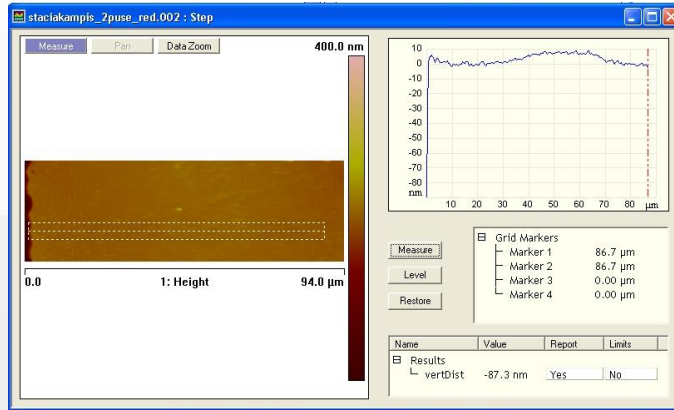 staciakampis_2puse_red.002 : Step
Measure Pan Data Zoom 400.0 nm
0.0 1: Height 94.0 µm
10
0
-10
-20
-30
-40
-50
-60
-70
-80
nm
10 20 30 40 50 60 70 80 µm
Measure
Level
Restore
Grid Markers
Marker 1 86.7 µm
Marker 2 86.7 µm
Marker 3 0.00 µm
Marker 4 0.00 µm
Name Value Report Limits
Results
vertDist -87.3 nm Yes No